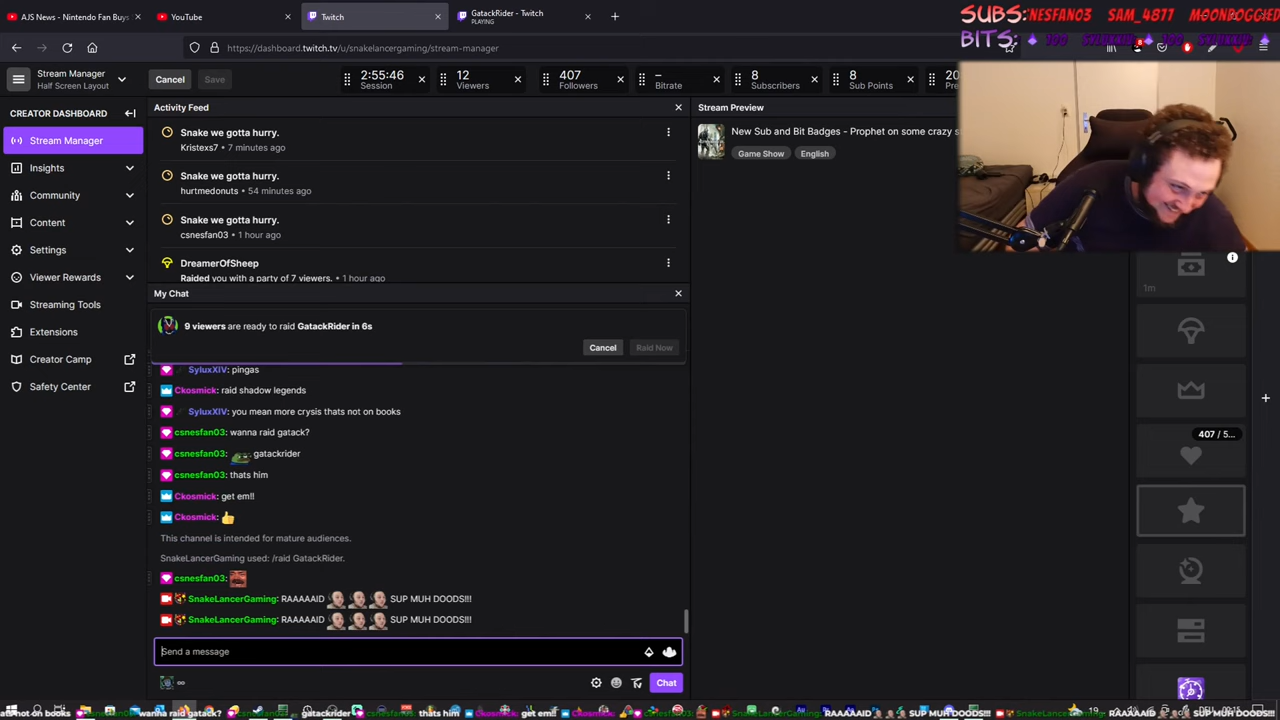 AJS News - Nintendo Fan Buys
YouTube
Twitch
GatackRider - Twitch
PLAYING
SUBS: NESFAN03 SAM_4877 MOONBOGGIED
BITS:
https://dashboard.twitch.tv/u/snakelancergaming/stream-manager
Stream Manager
Half Screen Layout
Cancel
Save
2:55:46
Session
12
Viewers
407
Followers
–
Bitrate
8
Subscribers
8
Sub Points
20
CREATOR DASHBOARD
Stream Manager
Insights
Community
Content
Settings
Viewer Rewards
Streaming Tools
Extensions
Creator Camp
Safety Center
Activity Feed
Snake we gotta hurry.
Kristexs7 • 7 minutes ago
Snake we gotta hurry.
hurtmedonuts • 54 minutes ago
Snake we gotta hurry.
csnesfan03 • 1 hour ago
DreamerOfSheep
Raided you with a party of 7 viewers. • 1 hour ago
My Chat
9 viewers are ready to raid GatackRider in 6s
Cancel
Raid Now
SyluxXIV: pingas
Ckosmick: raid shadow legends
SyluxXIV: you mean more crysis thats not on books
csnesfan03: wanna raid gatack?
csnesfan03: gatackrider
csnesfan03: thats him
Ckosmick: get em!!
Ckosmick: 👍
This channel is intended for mature audiences.
SnakeLancerGaming used: /raid GatackRider.
csnesfan03:
SnakeLancerGaming: RAAAAAID SUP MUH DOODS!!!
SnakeLancerGaming: RAAAAAID SUP MUH DOODS!!!
Send a message
∞
Chat
Stream Preview
New Sub and Bit Badges - Prophet on some crazy s
Game Show
English
1m
407 / 5...